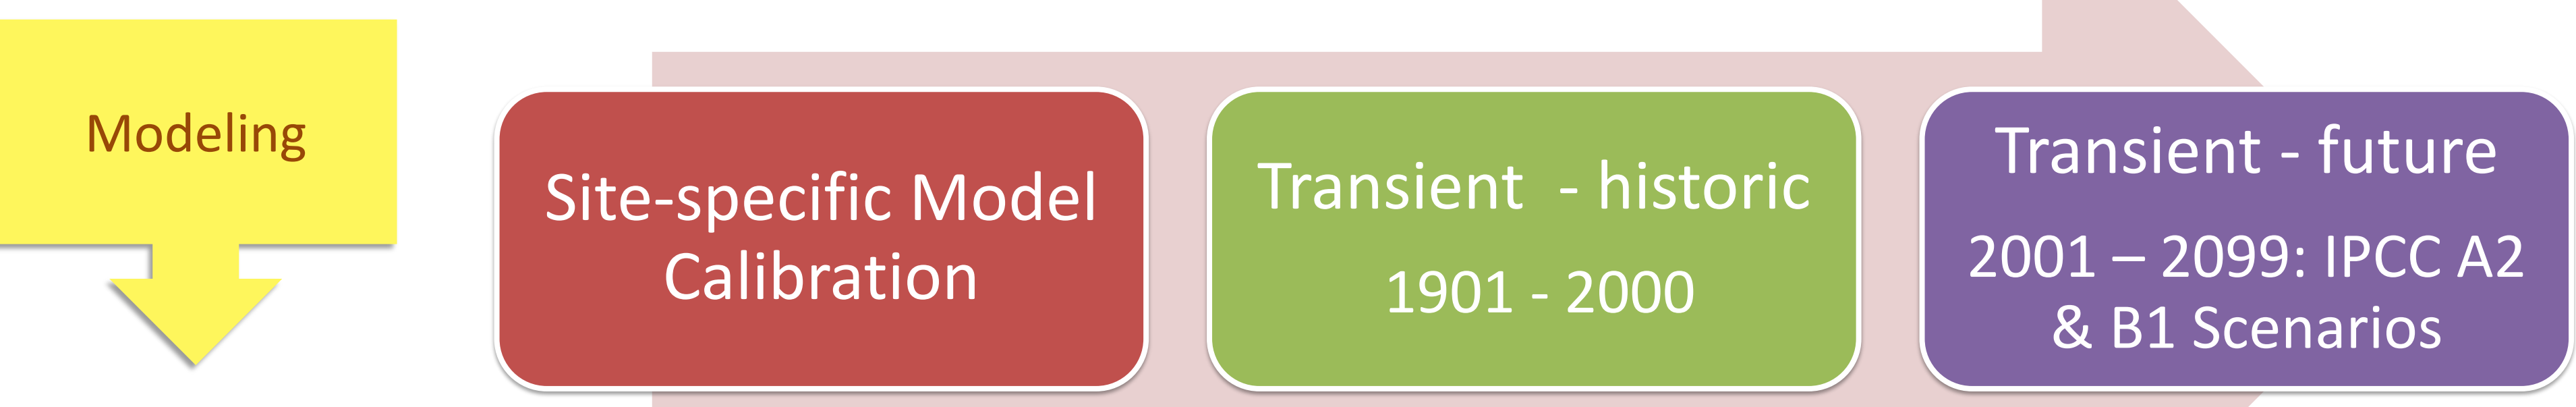 Modeling
Site-specific Model
Calibration
Transient  - historic
1901 - 2000
Transient - future
2001 – 2099: IPCC A2
& B1 Scenarios